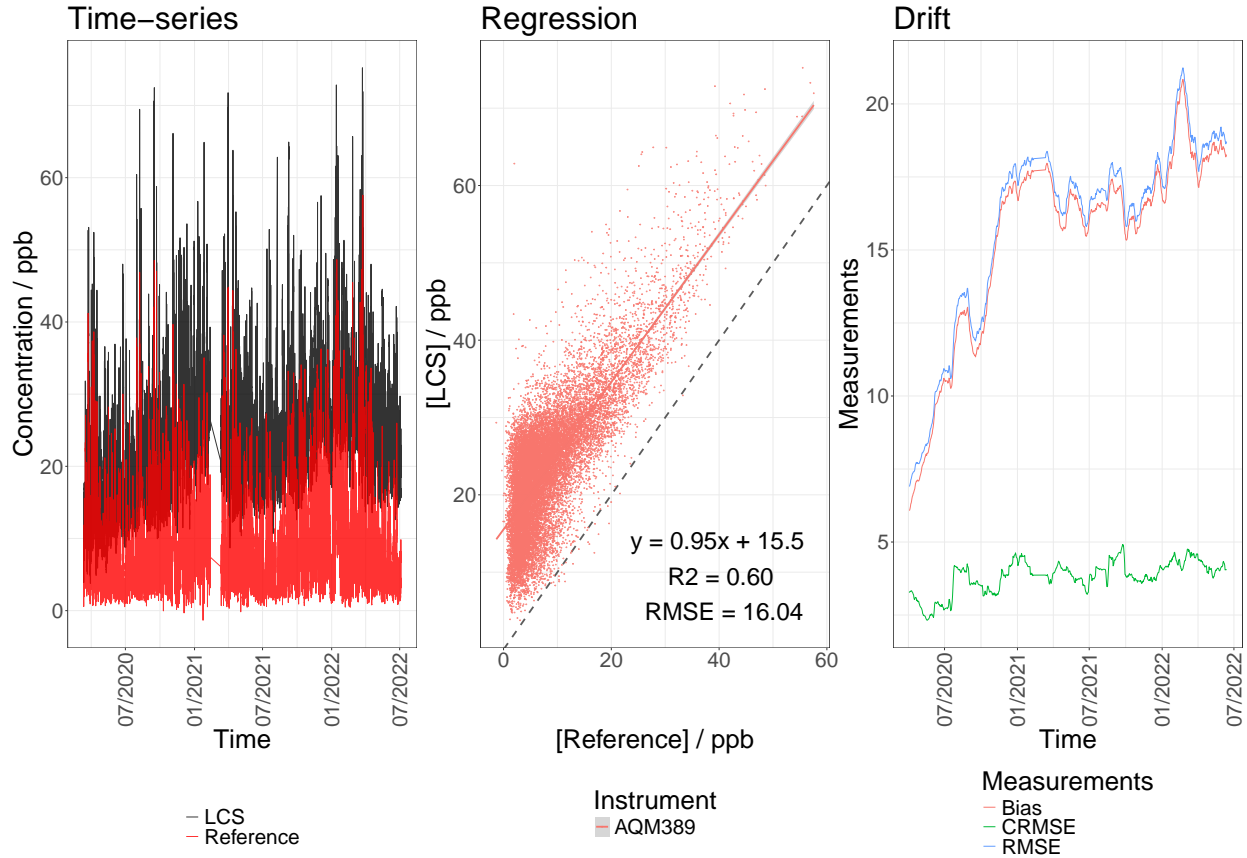 Time−series
Concentration / ppb
60
40
20
0
07/2020
01/2021
07/2021
01/2022
07/2022
Time
LCS
Reference
Regression
[LCS] / ppb
60
40
20
0
20
40
60
y = 0.95x + 15.5
R2 = 0.60
RMSE = 16.04
[Reference] / ppb
Instrument
AQM389
Drift
Measurements
20
15
10
5
07/2020
01/2021
07/2021
01/2022
07/2022
Time
Measurements
Bias
CRMSE
RMSE